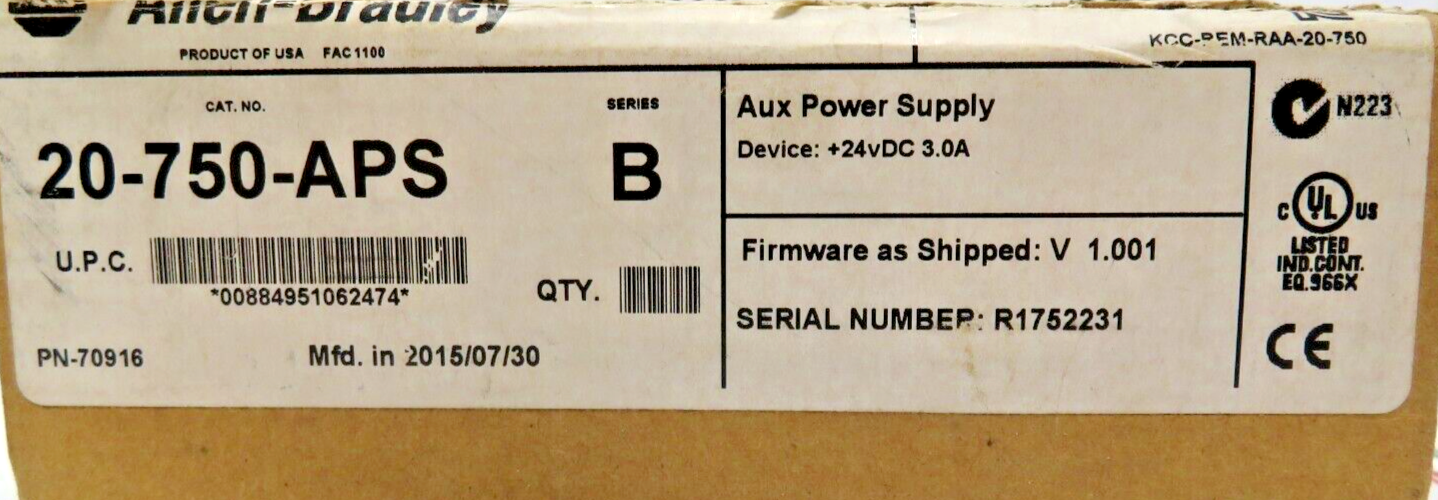 Allen-Bradley
PRODUCT OF USA FAC 1100
KCC-REM-RAA-20-750
CAT. NO.
SERIES
20-750-APS
B
U.P.C.
*00884951062474*
QTY.
PN-70916
Mfd. in 2015/07/30
Aux Power Supply
Device: +24vDC 3.0A
Firmware as Shipped: V 1.001
SERIAL NUMBER: R1752231
N223
C UL US
LISTED
IND.CONT.
EQ.966X
CE